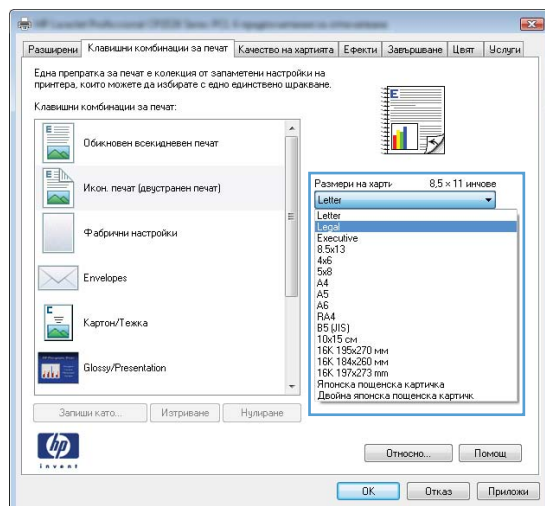 Разширени
Клавишни комбинации за печат
Качество на хартията
Ефекти
Завършване
Цвят
Услуги
Една препратка за печат е колекция от запаметени настройки на
принтера, които можете да избирате с едно единствено щракване.
Клавишни комбинации за печат:
Обикновен всекидневен печат
Икон. печат (двустранен печат)
Фабрични настройки
Envelopes
Картон/Тежка
Glossy/Presentation
Размери на харти
8,5 × 11 инчове
Letter
Letter
Legal
Executive
8.5x13
4x6
5x8
A4
A5
A6
RA4
B5 (JIS)
10x15 см
16K 195x270 мм
16K 184x260 мм
16K 197x273 mm
Японска пощенска картичка
Двойна японска пощенска картичк
Запиши като...
Изтриване
Нулиране
hp
invent
Относно...
Помощ
OK
Отказ
Приложи